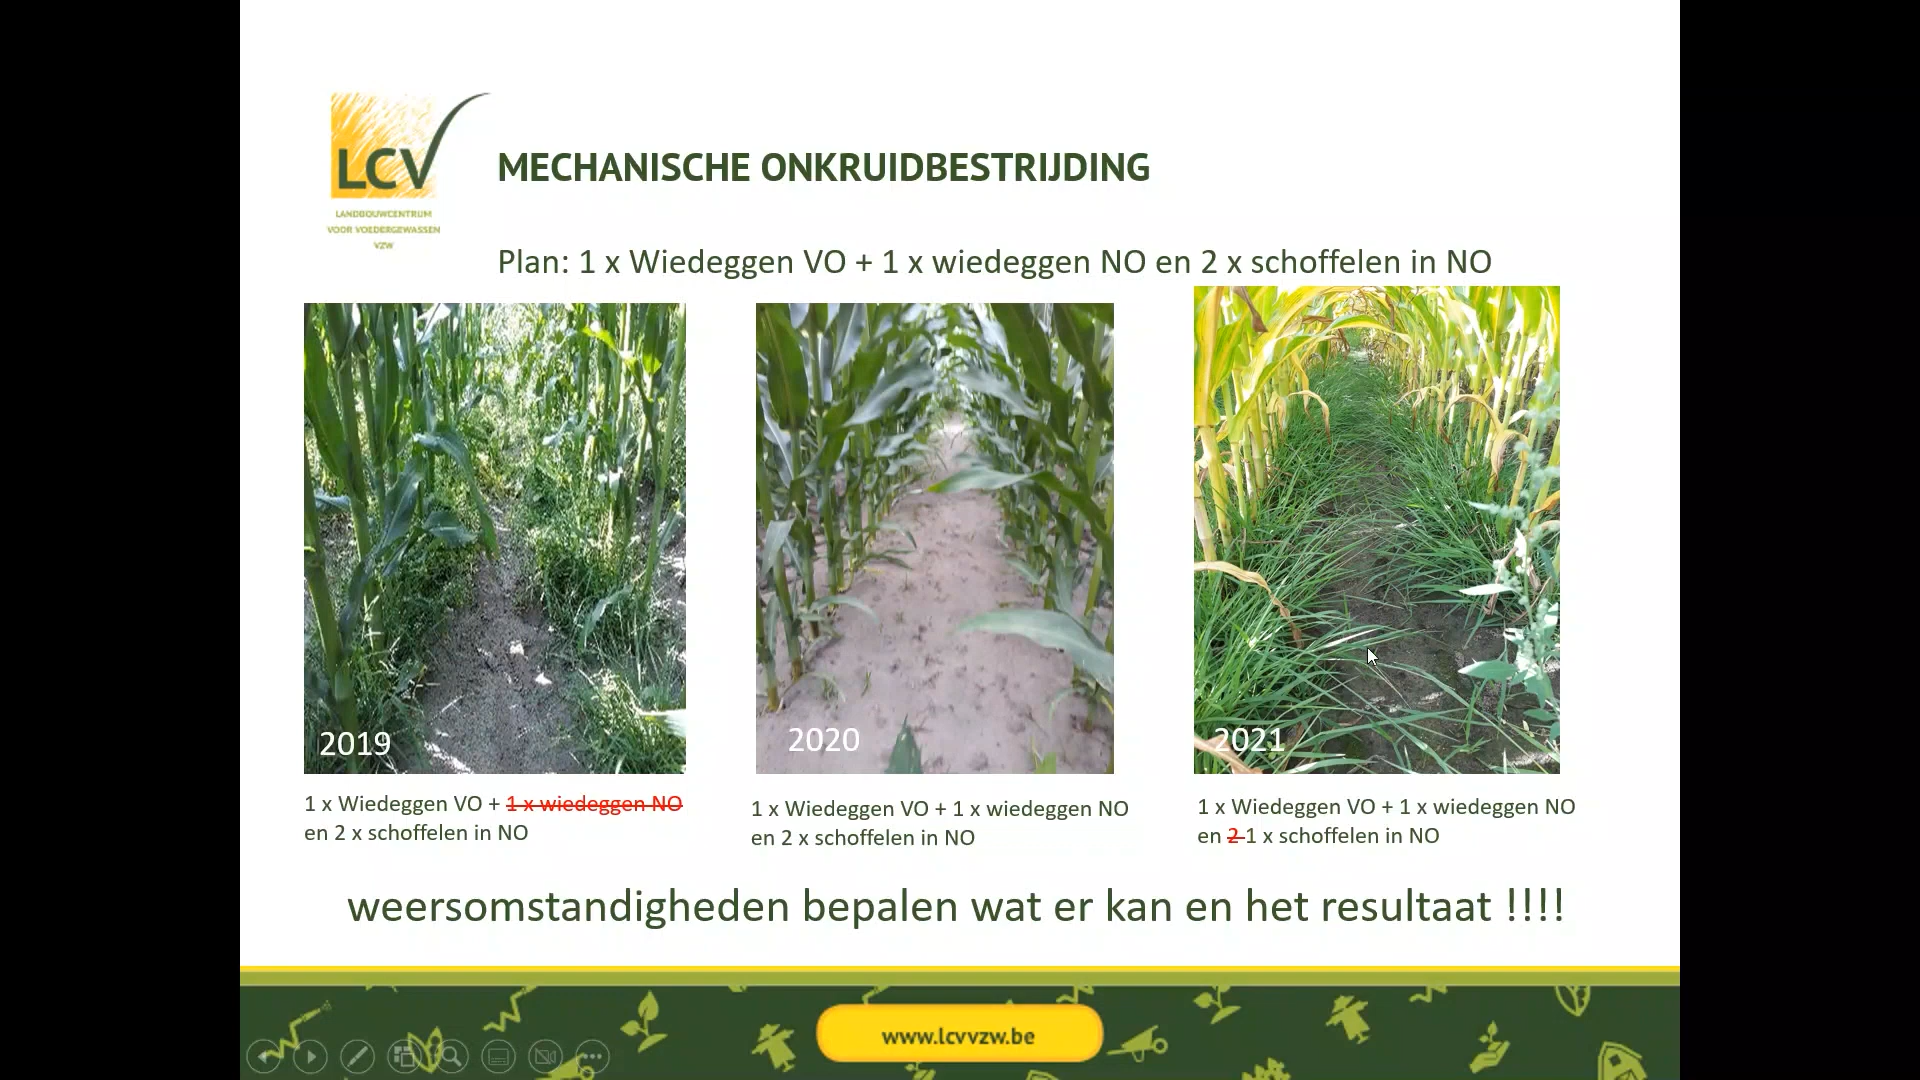 LCV
LANDBOUWCENTRUM
VOOR VOEDERGEWASSEN
VZW
MECHANISCHE ONKRUIDBESTRIJDING
Plan: 1 x Wiedeggen VO + 1 x wiedeggen NO en 2 x schoffelen in NO
2019
2020
2021
1 x Wiedeggen VO + 1 x wiedeggen NO
en 2 x schoffelen in NO
1 x Wiedeggen VO + 1 x wiedeggen NO
en 2 x schoffelen in NO
1 x Wiedeggen VO + 1 x wiedeggen NO
en 2 1 x schoffelen in NO
weersomstandigheden bepalen wat er kan en het resultaat !!!!
www.lcvvzw.be